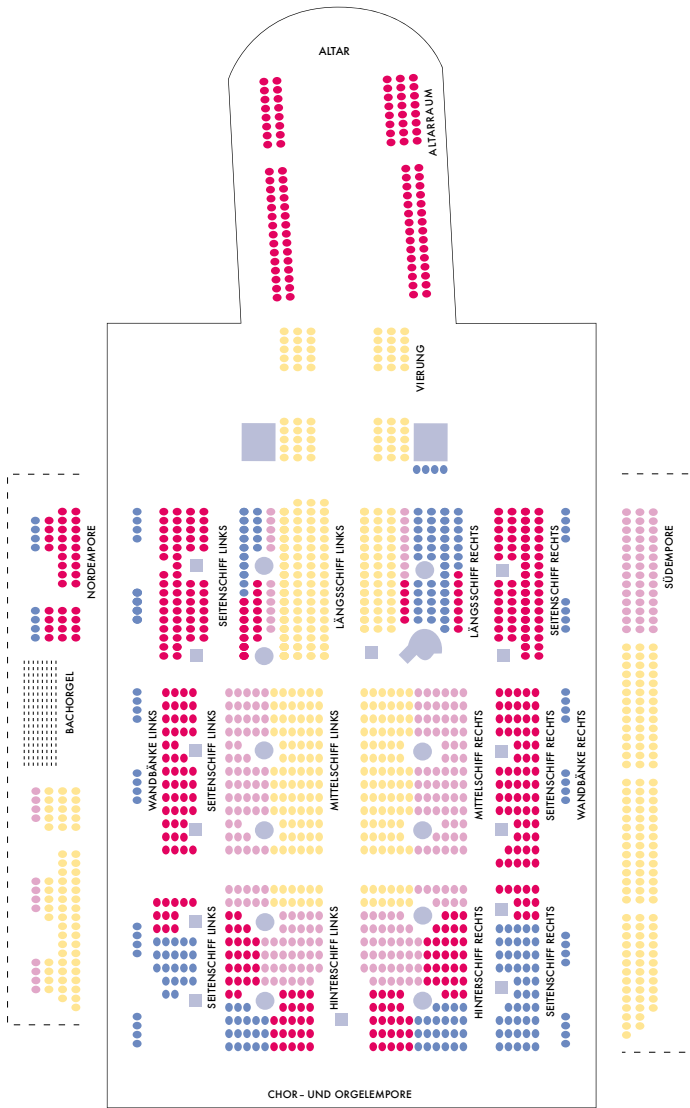 ALTAR
ALTARRAUM
VIERUNG
NORDEMPORE
SEITENSCHIFF LINKS
LÄNGSSCHIFF LINKS
LÄNGSSCHIFF RECHTS
SEITENSCHIFF RECHTS
SÜDEMPORE
BACHORGEL
WANDBÄNKE LINKS
SEITENSCHIFF LINKS
MITTELSCHIFF LINKS
MITTELSCHIFF RECHTS
SEITENSCHIFF RECHTS
WANDBÄNKE RECHTS
SEITENSCHIFF LINKS
HINTERSCHIFF LINKS
HINTERSCHIFF RECHTS
SEITENSCHIFF RECHTS
CHOR– UND ORGELEMPORE